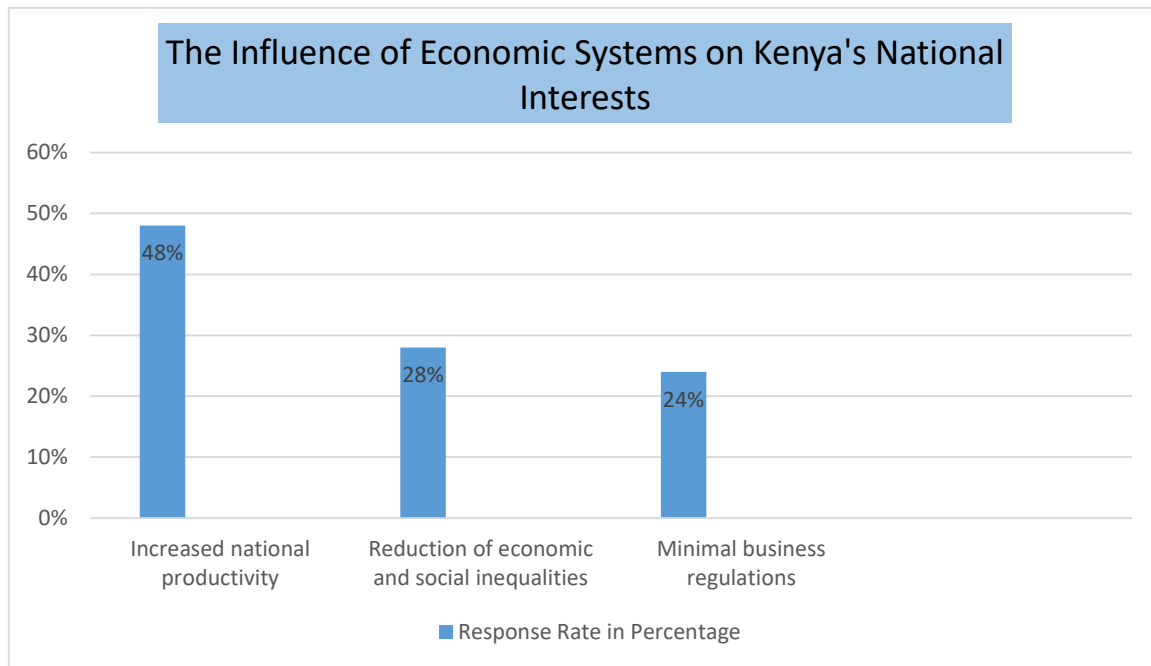 The Influence of Economic Systems on Kenya's National
Interests
60%
50%
40%
30%
20%
10%
0%
48%
28%
24%
Increased national
productivity
Reduction of economic
and social inequalities
Minimal business
regulations
Response Rate in Percentage